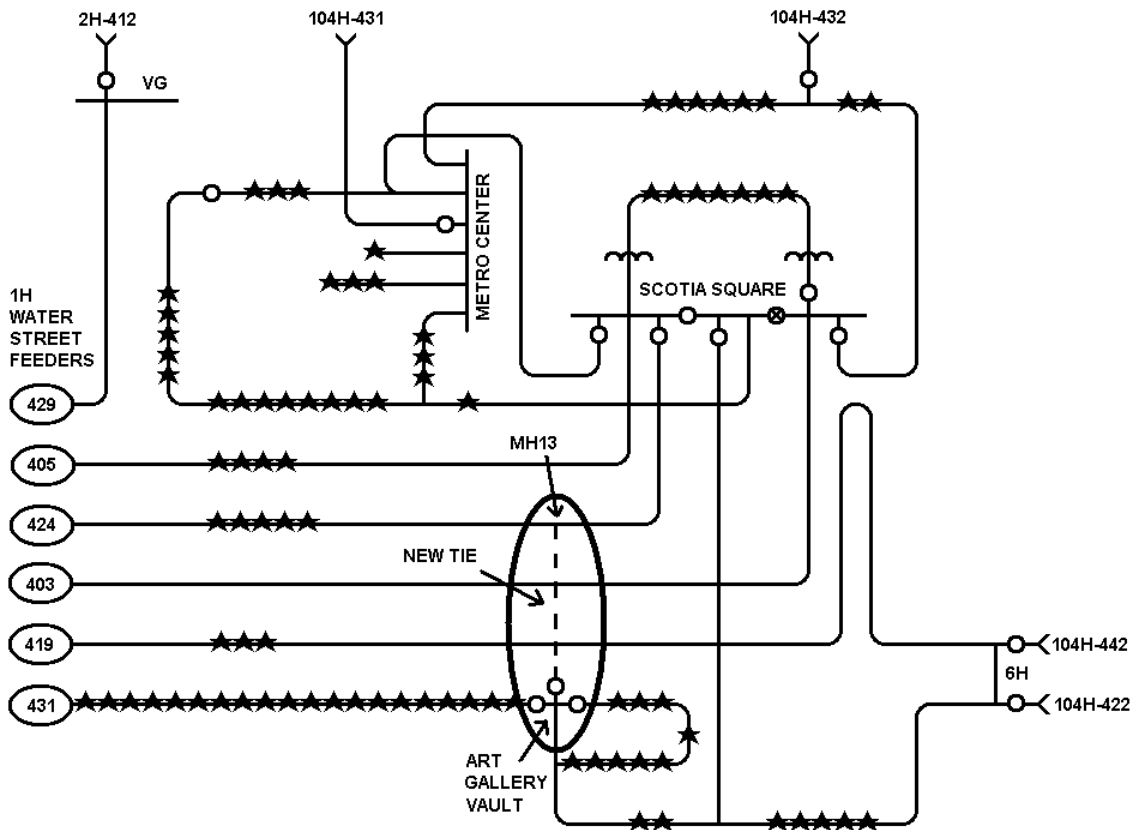 2H-412
104H-431
104H-432
VG
METRO CENTER
SCOTIA SQUARE
1H
WATER
STREET
FEEDERS
429
405
MH13
424
NEW TIE
403
419
104H-442
6H
431
104H-422
ART
GALLERY
VAULT